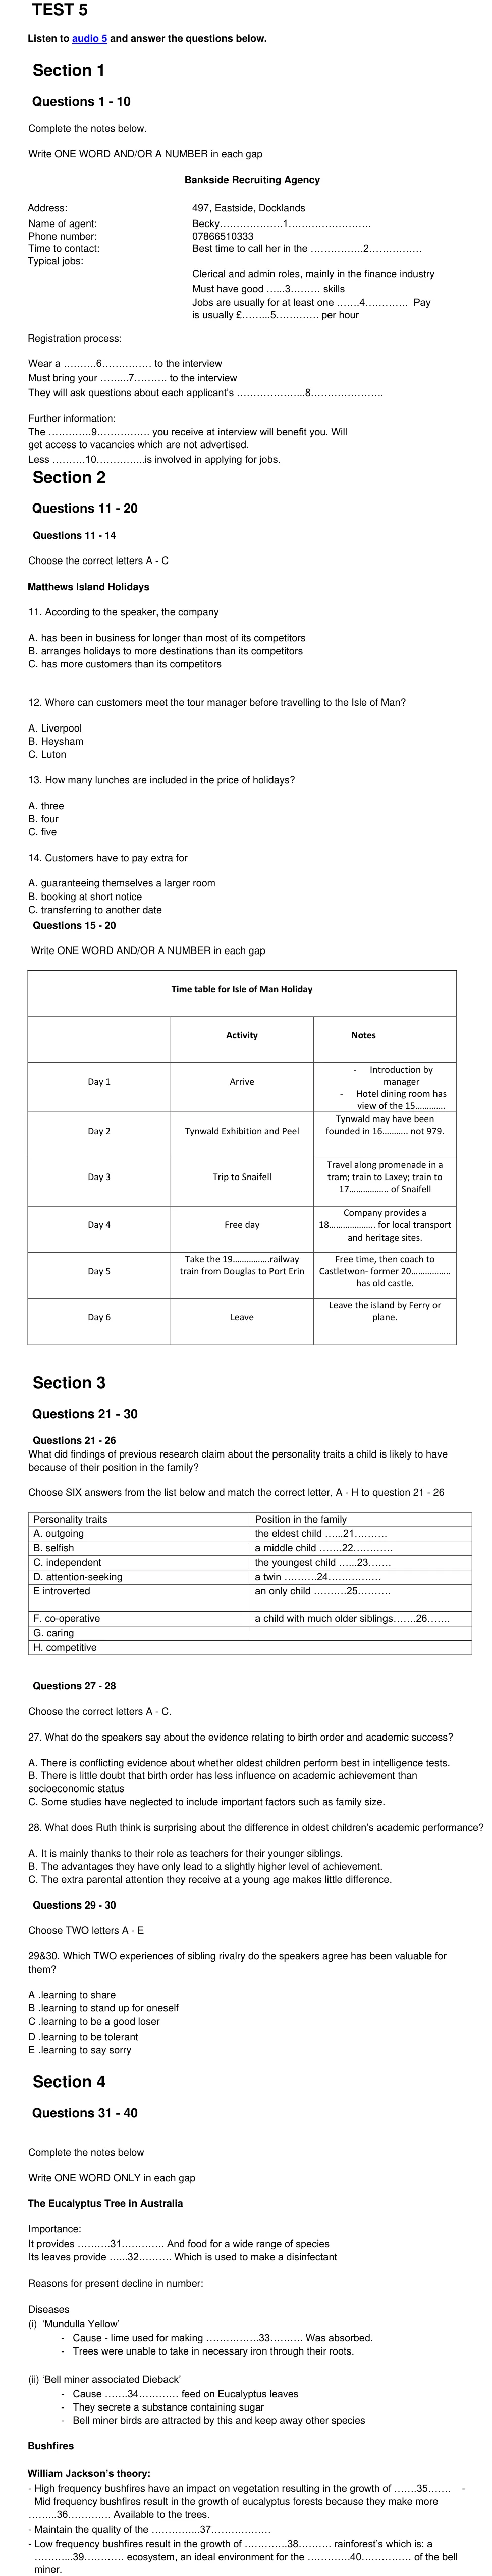 TEST 5
Listen to audio 5 and answer the questions below.
Section 1
Questions 1 - 10
Complete the notes below.
Write ONE WORD AND/OR A NUMBER in each gap
Bankside Recruiting Agency
Address: 497, Eastside, Docklands
Name of agent: Becky………………1…………………….
Phone number: 07866510333
Time to contact: Best time to call her in the …………….2…………….
Typical jobs:
Clerical and admin roles, mainly in the finance industry
Must have good …...3……… skills
Jobs are usually for at least one …….4…………. Pay
is usually £……...5…………. per hour
Registration process:
Wear a ……….6…………… to the interview
Must bring your ……...7………. to the interview
They will ask questions about each applicant’s ………………...8………………….
Further information:
The ………….9……………. you receive at interview will benefit you. Will
get access to vacancies which are not advertised.
Less ……….10…………...is involved in applying for jobs.
Section 2
Questions 11 - 20
Questions 11 - 14
Choose the correct letters A - C
Matthews Island Holidays
11. According to the speaker, the company
A. has been in business for longer than most of its competitors
B. arranges holidays to more destinations than its competitors
C. has more customers than its competitors
12. Where can customers meet the tour manager before travelling to the Isle of Man?
A. Liverpool
B. Heysham
C. Luton
13. How many lunches are included in the price of holidays?
A. three
B. four
C. five
14. Customers have to pay extra for
A. guaranteeing themselves a larger room
B. booking at short notice
C. transferring to another date
Questions 15 - 20
Write ONE WORD AND/OR A NUMBER in each gap
Time table for Isle of Man Holiday
Activity Notes
Day 1 Arrive
- Introduction by
manager
- Hotel dining room has
view of the 15………….
Day 2 Tynwald Exhibition and Peel
Tynwald may have been
founded in 16……….. not 979.
Day 3 Trip to Snaifell
Travel along promenade in a
tram; train to Laxey; train to
17…………….. of Snaifell
Day 4 Free day
Company provides a
18……………….. for local transport
and heritage sites.
Day 5
Take the 19…………….railway
train from Douglas to Port Erin
Free time, then coach to
Castletwon- former 20……………..
has old castle.
Day 6 Leave
Leave the island by Ferry or
plane.
Section 3
Questions 21 - 30
Questions 21 - 26
What did findings of previous research claim about the personality traits a child is likely to have
because of their position in the family?
Choose SIX answers from the list below and match the correct letter, A - H to question 21 - 26
Personality traits Position in the family
A. outgoing the eldest child …...21……….
B. selfish a middle child …….22…………
C. independent the youngest child …...23…….
D. attention-seeking a twin ……….24…………….
E introverted an only child ……….25……….
F. co-operative a child with much older siblings…….26…….
G. caring
H. competitive
Questions 27 - 28
Choose the correct letters A - C.
27. What do the speakers say about the evidence relating to birth order and academic success?
A. There is conflicting evidence about whether oldest children perform best in intelligence tests.
B. There is little doubt that birth order has less influence on academic achievement than
socioeconomic status
C. Some studies have neglected to include important factors such as family size.
28. What does Ruth think is surprising about the difference in oldest children’s academic performance?
A. It is mainly thanks to their role as teachers for their younger siblings.
B. The advantages they have only lead to a slightly higher level of achievement.
C. The extra parental attention they receive at a young age makes little difference.
Questions 29 - 30
Choose TWO letters A - E
29&30. Which TWO experiences of sibling rivalry do the speakers agree has been valuable for
them?
A .learning to share
B .learning to stand up for oneself
C .learning to be a good loser
D .learning to be tolerant
E .learning to say sorry
Section 4
Questions 31 - 40
Complete the notes below
Write ONE WORD ONLY in each gap
The Eucalyptus Tree in Australia
Importance:
It provides ……….31…………. And food for a wide range of species
Its leaves provide …...32………. Which is used to make a disinfectant
Reasons for present decline in number:
Diseases
(i) ‘Mundulla Yellow’
- Cause - lime used for making …………….33………. Was absorbed.
- Trees were unable to take in necessary iron through their roots.
(ii) ‘Bell miner associated Dieback’
- Cause …….34………… feed on Eucalyptus leaves
- They secrete a substance containing sugar
- Bell miner birds are attracted by this and keep away other species
Bushfires
William Jackson’s theory:
- High frequency bushfires have an impact on vegetation resulting in the growth of …….35……. -
Mid frequency bushfires result in the growth of eucalyptus forests because they make more
……...36…………. Available to the trees.
- Maintain the quality of the …………...37………………
- Low frequency bushfires result in the growth of ………….38………. rainforest’s which is: a
………...39………… ecosystem, an ideal environment for the ………….40………… of the bell
miner.